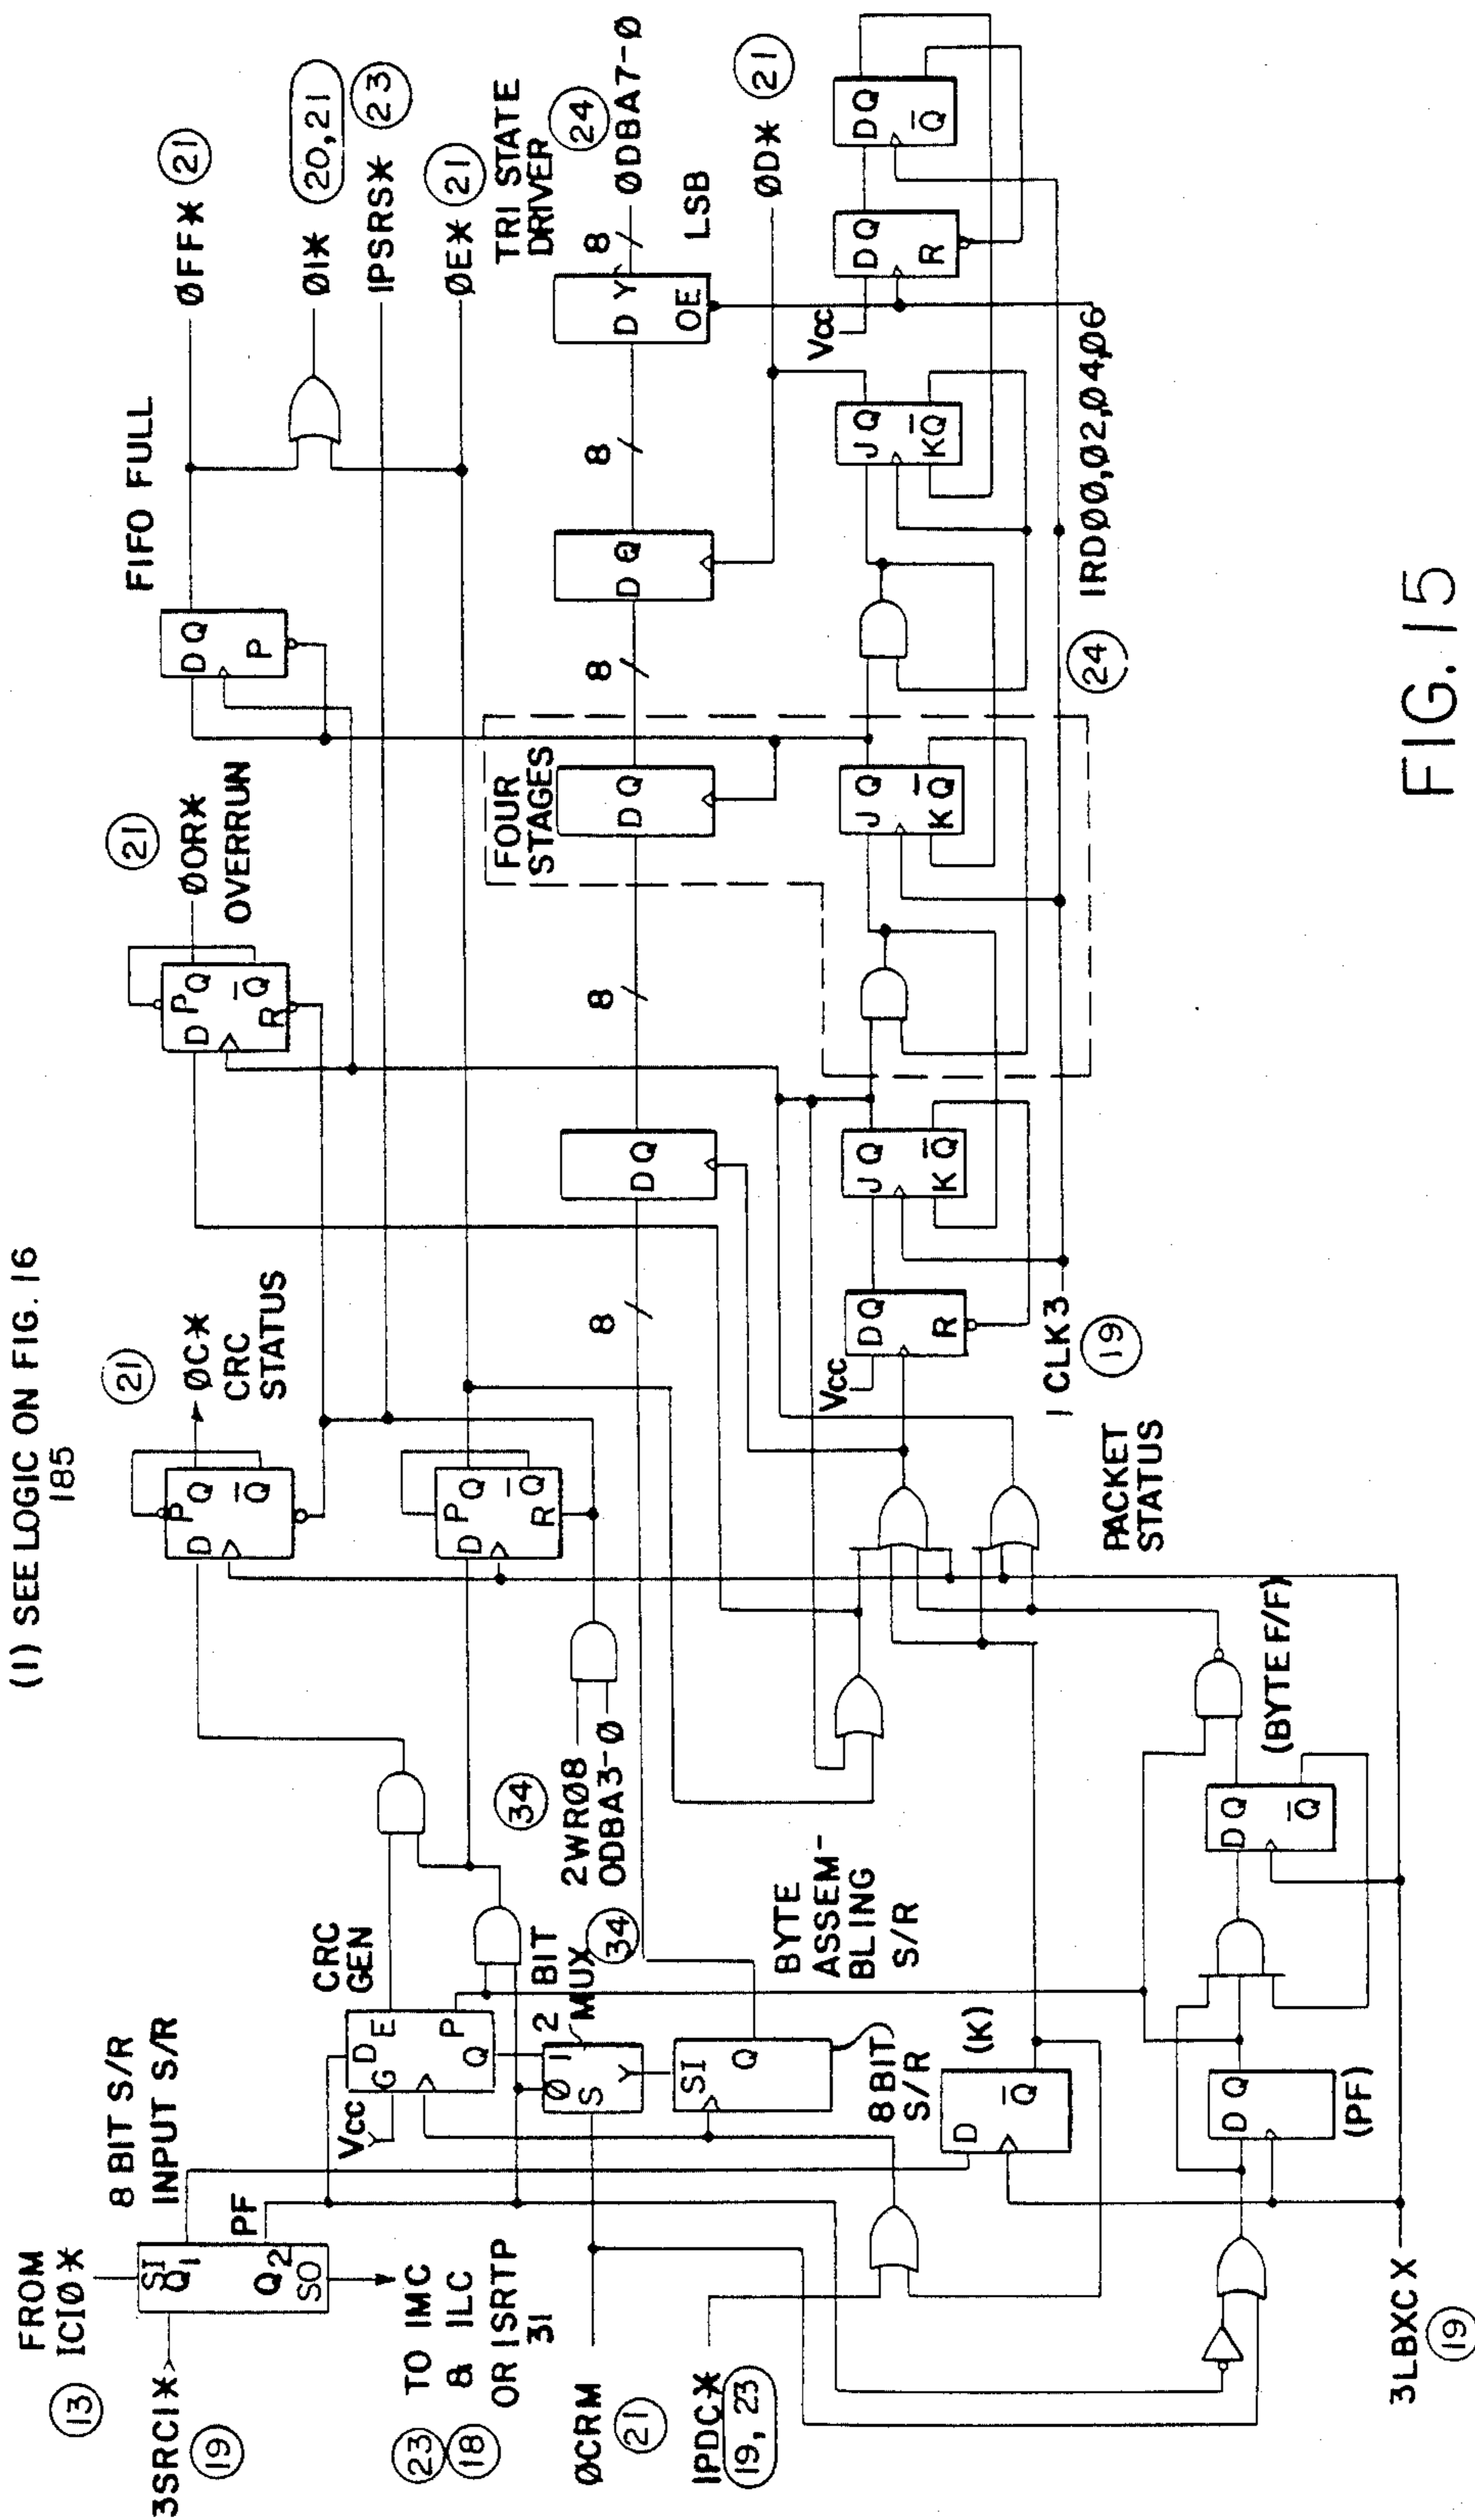 (1) SEE LOGIC ON FIG. 16
185
FROM
ICIØ*
13
3SRCI*
19
8 BIT S/R
INPUT S/R
SI
Q1
PF
Q2
SO
TO IMC
& ILC
OR ISRTP
31
23
18
ØCRM
21
IPDC*
19, 23
Vcc
CRC
GEN
D
E
G
P
Q
2 BIT
MUX
Ø
1
S
Y
SI
Q
BYTE
ASSEM-
BLING
S/R
8 BIT
S/R
(K)
D
Q
D Q
(PF)
D Q
Q
(BYTE F/F)
3LBXCX
19
34
2WRØ8
ODBA3-Ø
34
P
D
Q
Q
21
ØC*
CRC
STATUS
P
D
Q
Q
R
PACKET
STATUS
Vcc
D Q
R
1 CLK3
19
J Q
K Q
8
D Q
8
21
ØOR*
OVERRUN
P
D
Q
Q
R
FOUR
STAGES
D Q
J Q
K Q
8
FIFO FULL
D Q
P
D Q
8
J Q
K Q
24
IRDØØ,Ø2,Ø4,Ø6
ØFF*
21
ØI*
20, 21
IPSRS*
23
ØE*
21
TRI STATE
DRIVER
24
D Y
OE
8
ØDBA7-Ø
LSB
ØD*
21
Vcc
D Q
R
D Q
Q
FIG. 15